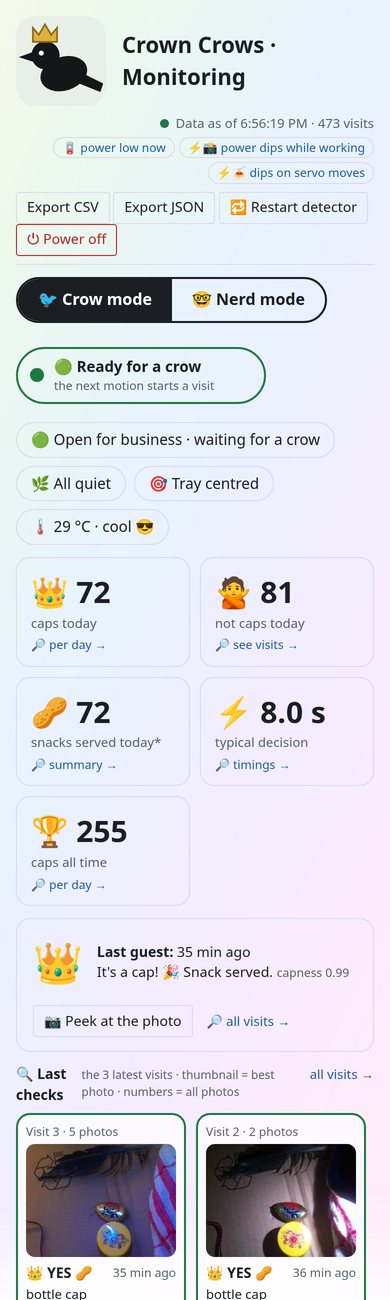 Crown Crows ·
Monitoring
Data as of 6:56:19 PM · 473 visits
🪫 power low now ⚡📸 power dips while working
⚡🍝 dips on servo moves
Export CSV Export JSON 🔁 Restart detector
⏻ Power off
🐦 Crow mode 🤓 Nerd mode
🟢 Ready for a crow
the next motion starts a visit
🟢 Open for business · waiting for a crow
🌿 All quiet 🎯 Tray centred
🌡️ 29 °C · cool 😎
👑 72
caps today
🔎 per day →
🙅 81
not caps today
🔎 see visits →
🥜 72
snacks served today*
🔎 summary →
⚡ 8.0 s
typical decision
🔎 timings →
🏆 255
caps all time
🔎 per day →
Last guest: 35 min ago
It's a cap! 🎉 Snack served. capness 0.99
📷 Peek at the photo 🔎 all visits →
🔍 Last
checks
the 3 latest visits · thumbnail = best
photo · numbers = all photos
all visits →
Visit 3 · 5 photos
👑 YES 🥜 35 min ago
bottle cap
Visit 2 · 2 photos
👑 YES 🥜 36 min ago
bottle cap